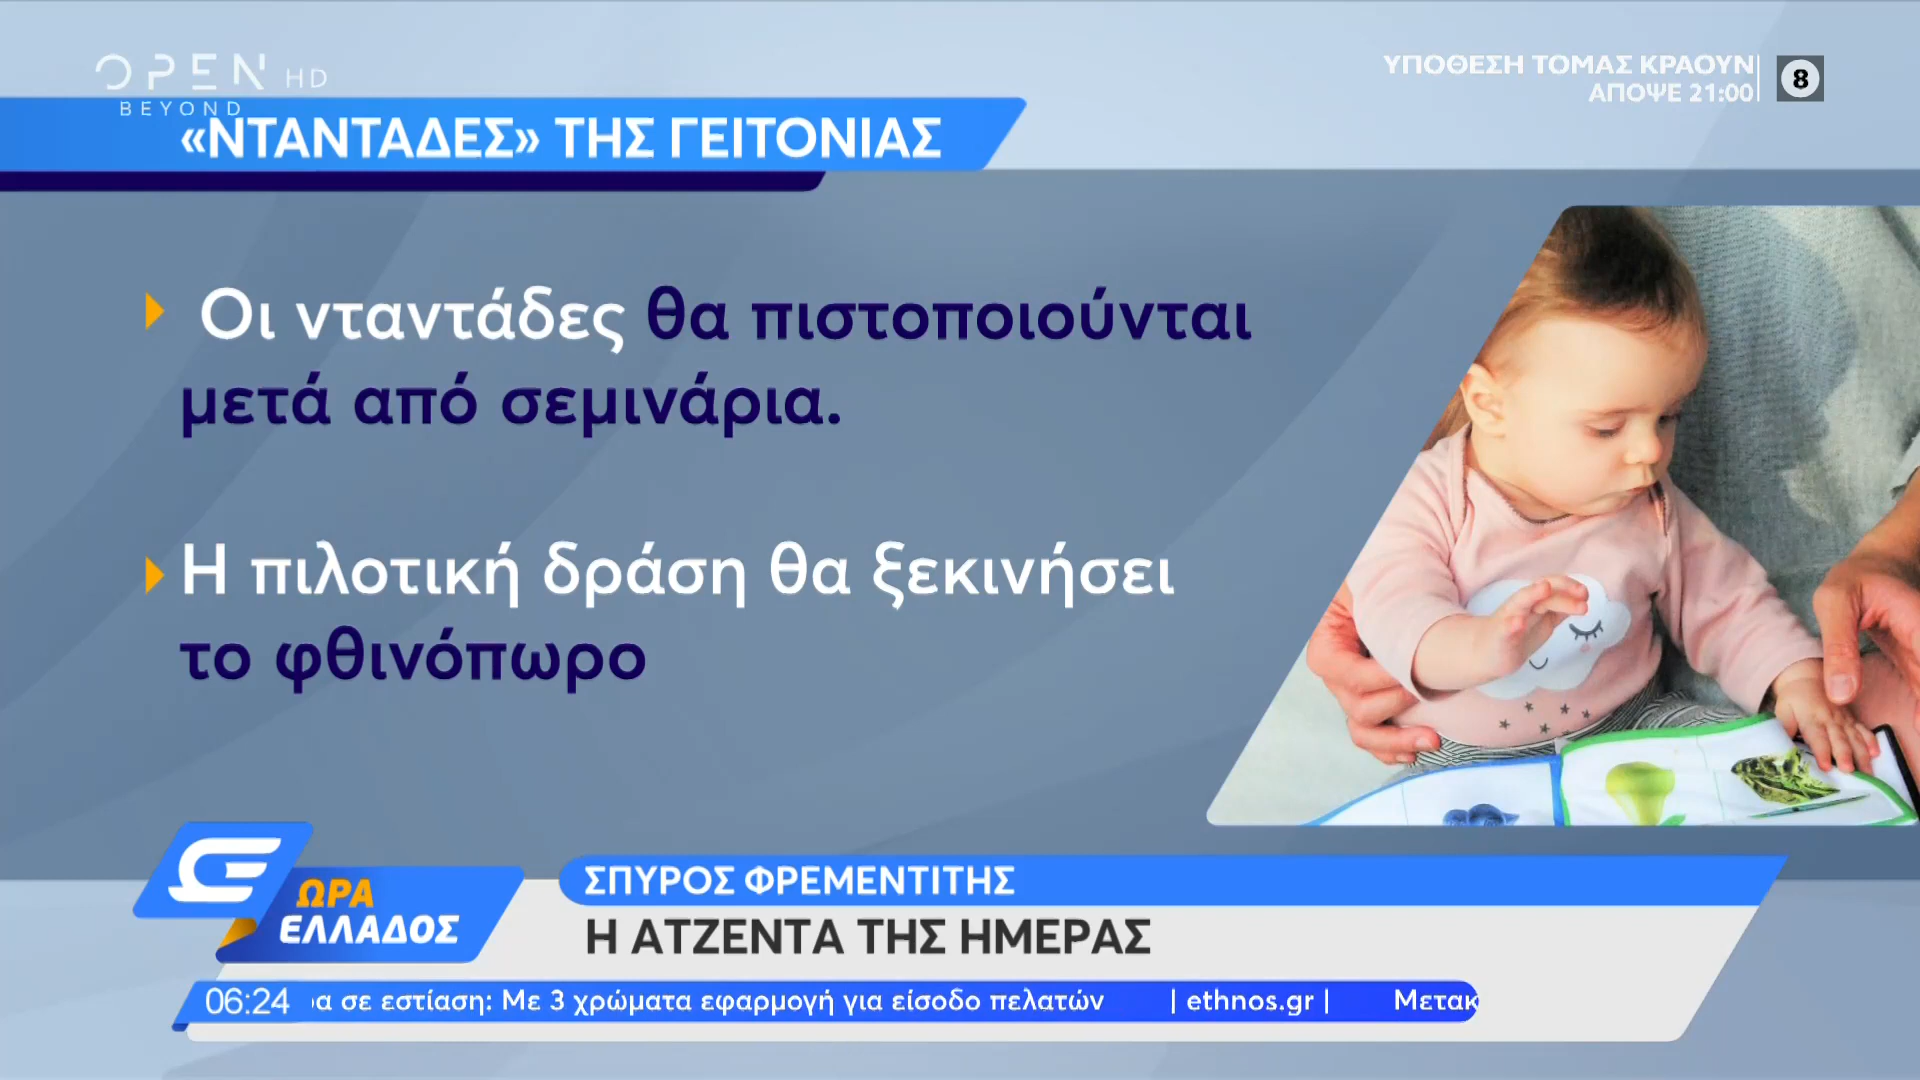 OPEN HD
BEYOND
ΥΠΟΘΕΣΗ ΤΟΜΑΣ ΚΡΑΟΥΝ
ΑΠΟΨΕ 21:00
8
«ΝΤΑΝΤΑΔΕΣ» ΤΗΣ ΓΕΙΤΟΝΙΑΣ
Οι νταντάδες θα πιστοποιούνται
μετά από σεμινάρια.
Η πιλοτική δράση θα ξεκινήσει
το φθινόπωρο
ΩΡΑ
ΕΛΛΑΔΟΣ
ΣΠΥΡΟΣ ΦΡΕΜΕΝΤΙΤΗΣ
Η ΑΤΖΕΝΤΑ ΤΗΣ ΗΜΕΡΑΣ
06:24 σε εστίαση: Με 3 χρώματα εφαρμογή για είσοδο πελατών | ethnos.gr |